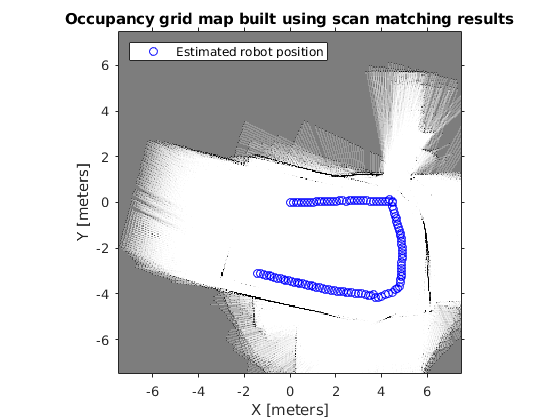 Occupancy grid map built using scan matching results
Estimated robot position
6
4
2
0
-2
-4
-6
Y [meters]
-6 -4 -2 0 2 4 6
X [meters]